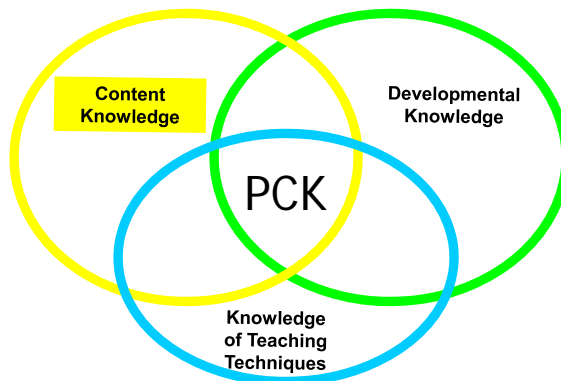 Content
Knowledge
Developmental
Knowledge
PCK
Knowledge
of Teaching
Techniques